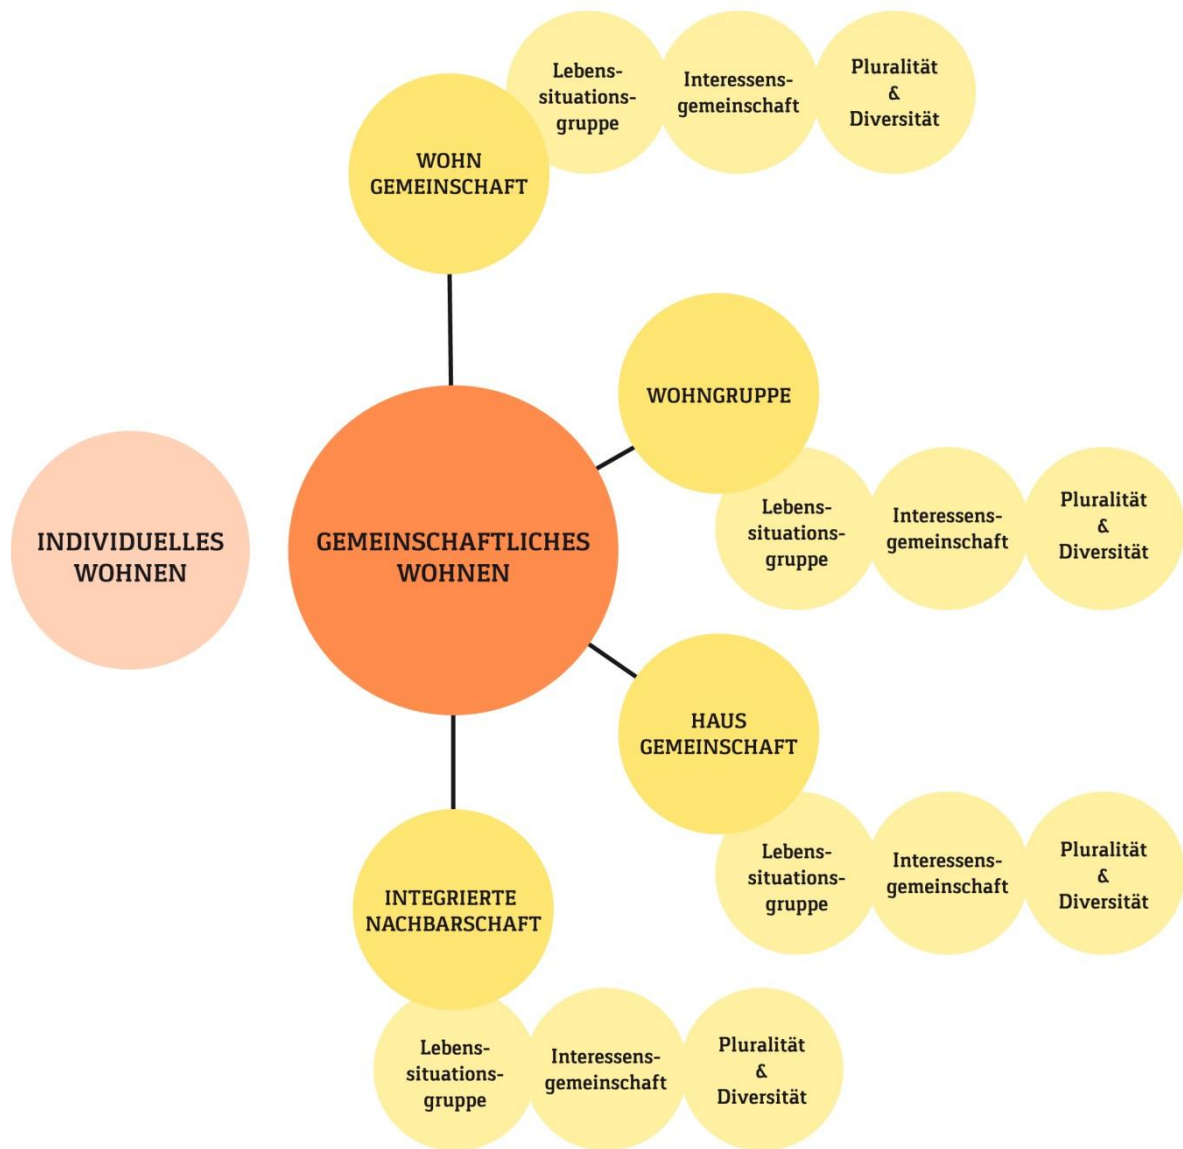 Lebens-
situations-
gruppe
Interessens-
gemeinschaft
Pluralität
&
Diversität
WOHN
GEMEINSCHAFT
WOHNGRUPPE
Lebens-
situations-
gruppe
Interessens-
gemeinschaft
Pluralität
&
Diversität
INDIVIDUELLES
WOHNEN
GEMEINSCHAFTLICHES
WOHNEN
HAUS
GEMEINSCHAFT
Lebens-
situations-
gruppe
Interessens-
gemeinschaft
Pluralität
&
Diversität
INTEGRIERTE
NACHBARSCHAFT
Lebens-
situations-
gruppe
Interessens-
gemeinschaft
Pluralität
&
Diversität